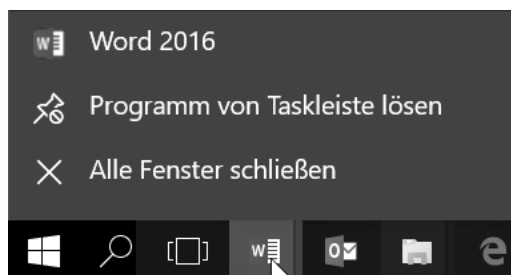 Word 2016
Programm von Taskleiste lösen
Alle Fenster schließen